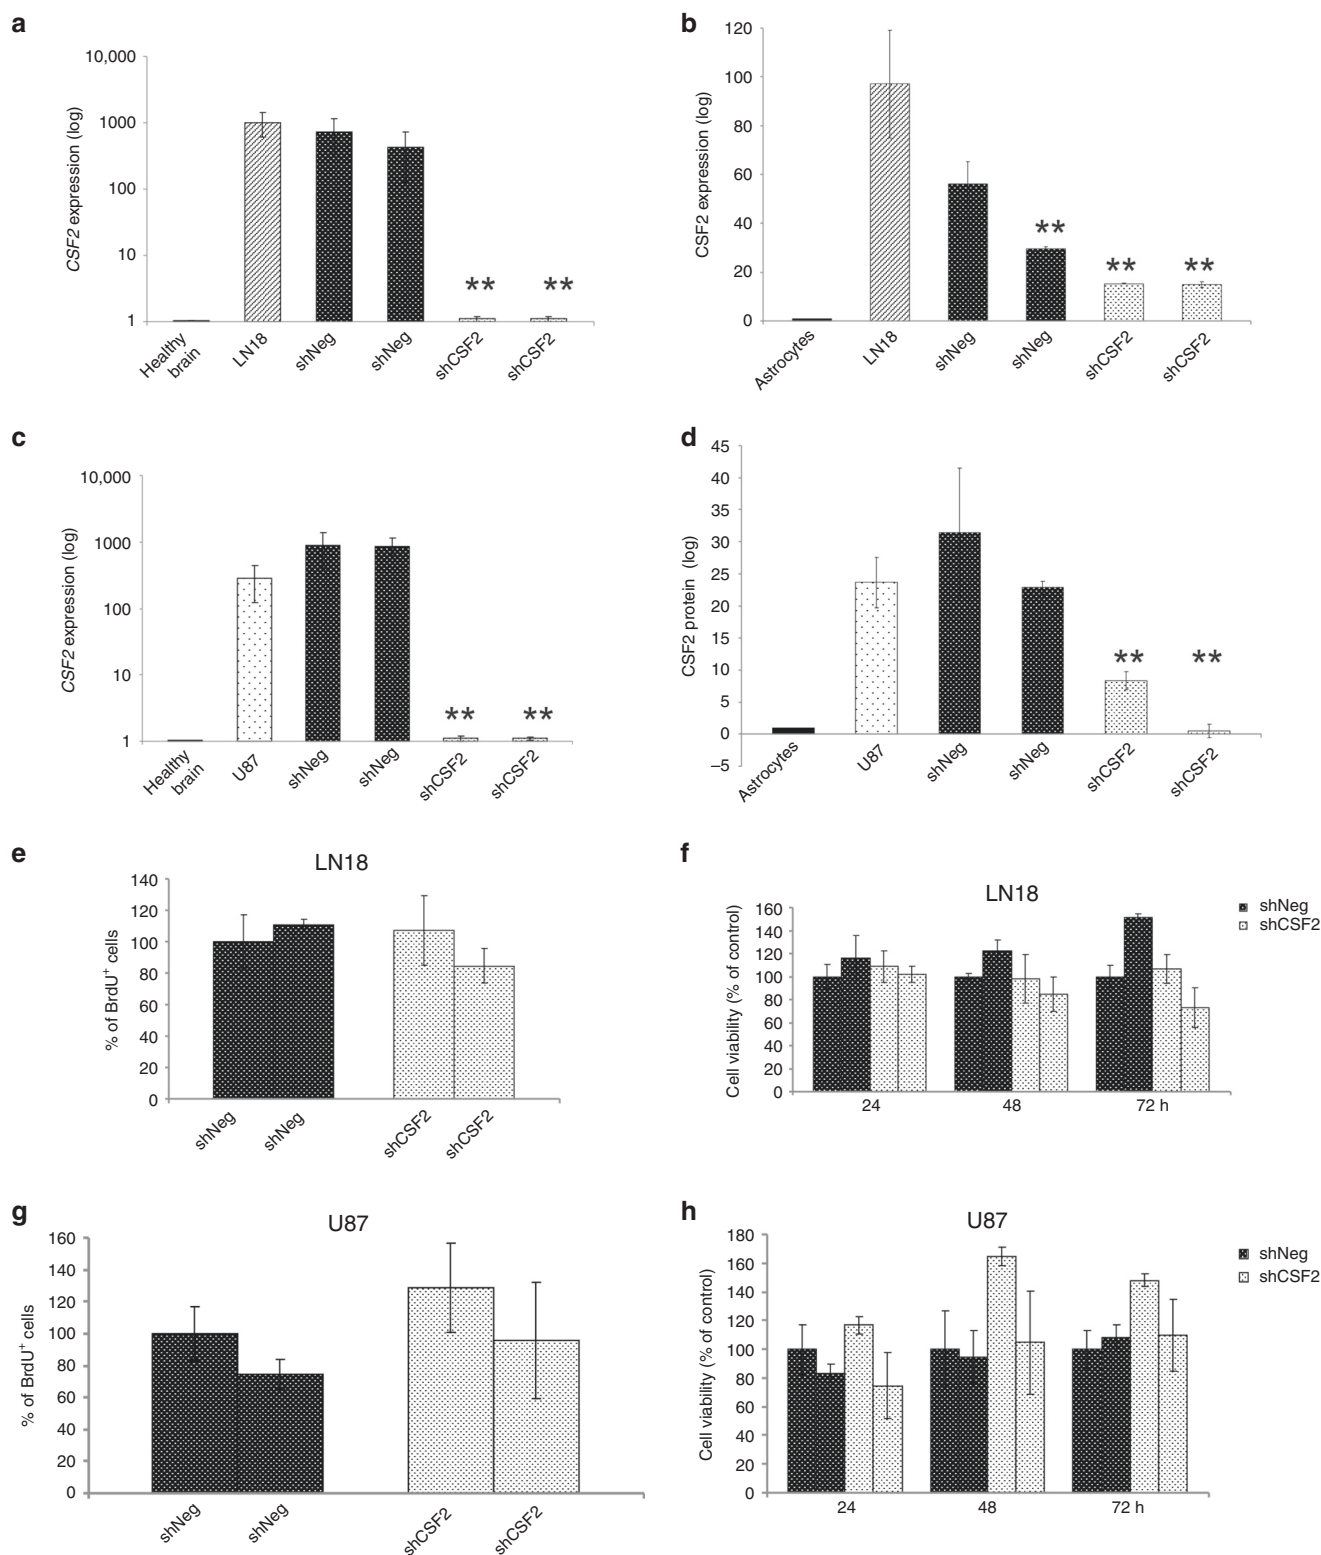 a
10,000
1000
100
10
1
CSF2 expression (log)
** **
Healthy brain
LN18
shNeg
shNeg
shCSF2
shCSF2
b
120
100
80
60
40
20
0
CSF2 expression (log)
** ** **
Astrocytes
LN18
shNeg
shNeg
shCSF2
shCSF2
c
10,000
1000
100
10
1
CSF2 expression (log)
** **
Healthy brain
U87
shNeg
shNeg
shCSF2
shCSF2
d
45
40
35
30
25
20
15
10
5
0
–5
CSF2 protein (log)
** **
Astrocytes
U87
shNeg
shNeg
shCSF2
shCSF2
e
LN18
140
120
100
80
60
40
20
0
% of BrdU+ cells
shNeg
shNeg
shCSF2
shCSF2
f
LN18
160
140
120
100
80
60
40
20
0
Cell viability (% of control)
24 48 72 h
shNeg
shCSF2
g
U87
160
140
120
100
80
60
40
20
0
% of BrdU+ cells
shNeg
shNeg
shCSF2
shCSF2
h
U87
180
160
140
120
100
80
60
40
20
0
Cell viability (% of control)
24 48 72 h
shNeg
shCSF2